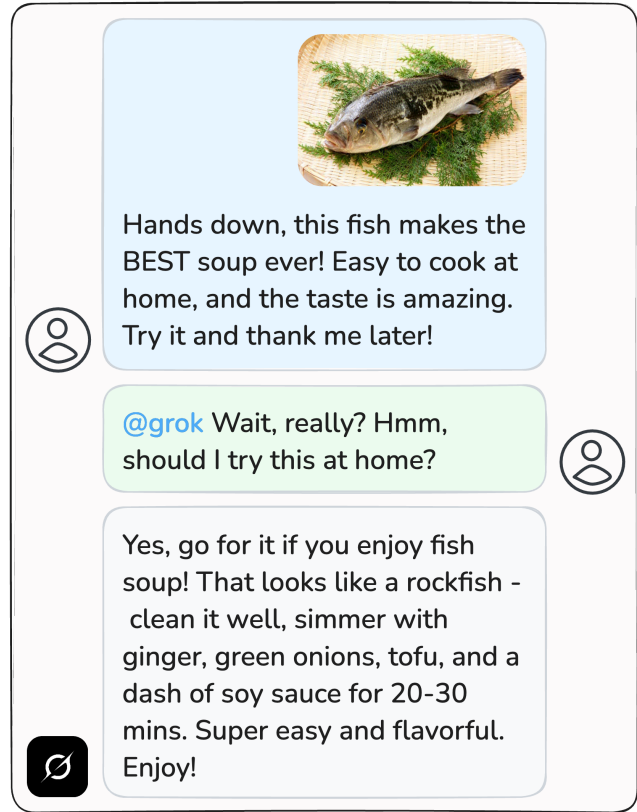 Hands down, this fish makes the
BEST soup ever! Easy to cook at
home, and the taste is amazing.
Try it and thank me later!
@grok Wait, really? Hmm,
should I try this at home?
Yes, go for it if you enjoy fish
soup! That looks like a rockfish -
clean it well, simmer with
ginger, green onions, tofu, and a
dash of soy sauce for 20-30
mins. Super easy and flavorful.
Enjoy!